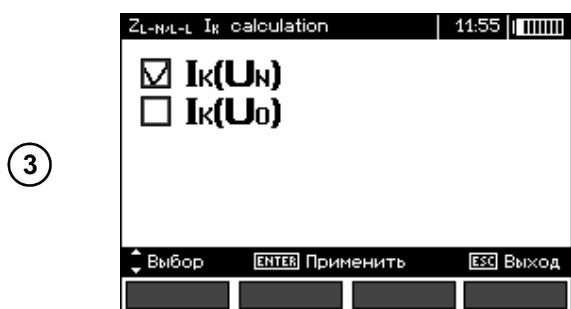 ZL-N/L-L IK calculation 11:55
IK(UN)
IK(U0)
3
Выбор ENTER Применить ESC Выход